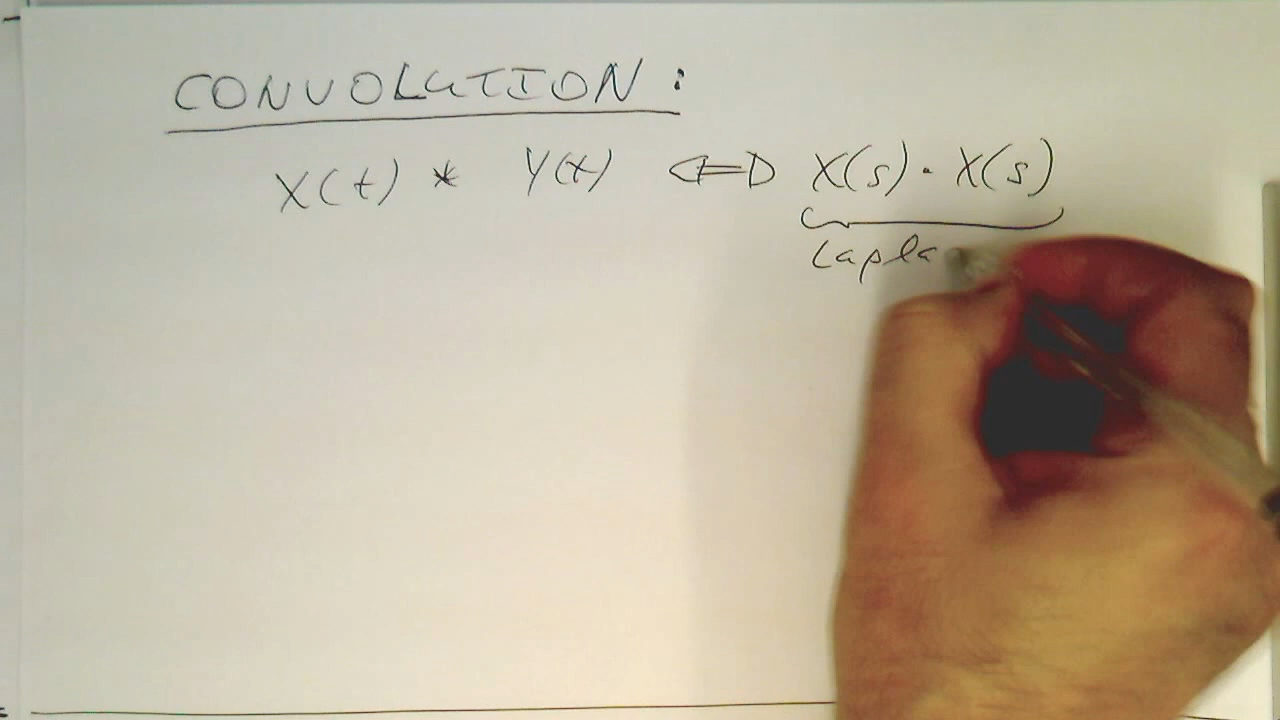 CONVOLUTION:
X(t) * Y(t) <=> X(s) · X(s)
Lapla